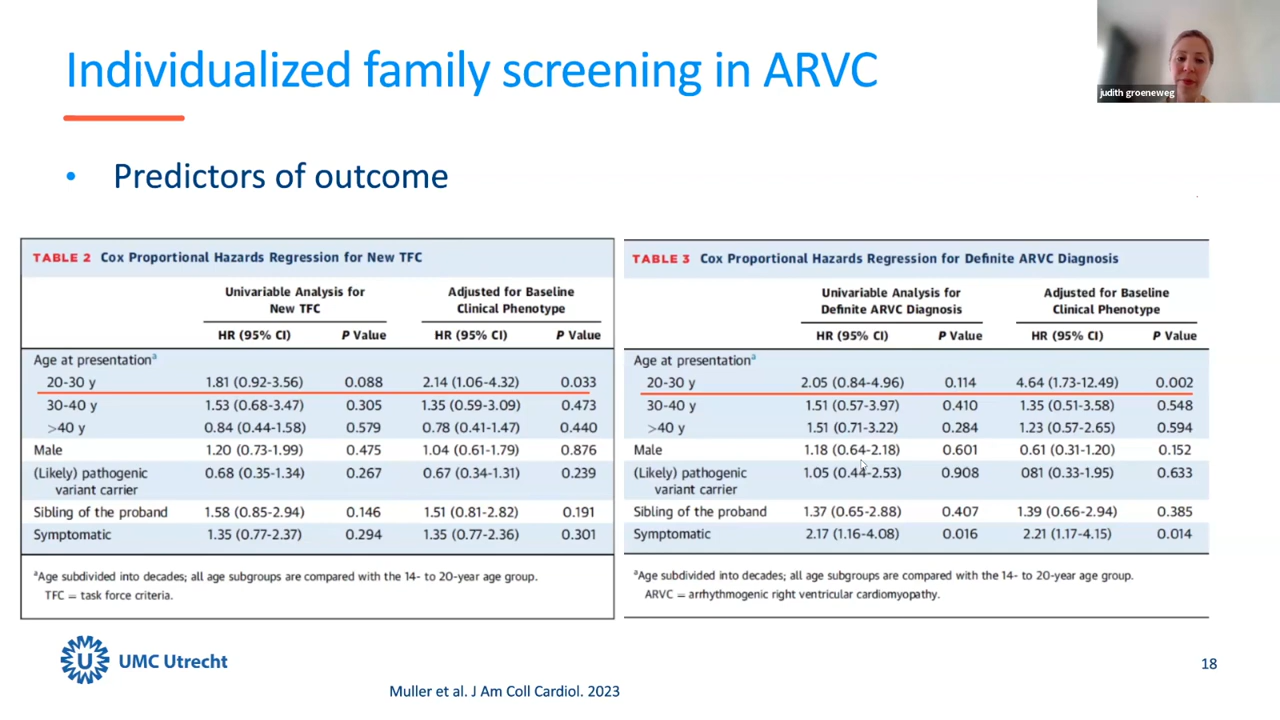 Individualized family screening in ARVC
judith groeneweg
• Predictors of outcome
TABLE 2 Cox Proportional Hazards Regression for New TFC
Univariable Analysis for New TFC
Adjusted for Baseline Clinical Phenotype
HR (95% CI) P Value HR (95% CI) P Value
Age at presentationᵃ
20-30 y 1.81 (0.92-3.56) 0.088 2.14 (1.06-4.32) 0.033
30-40 y 1.53 (0.68-3.47) 0.305 1.35 (0.59-3.09) 0.473
>40 y 0.84 (0.44-1.58) 0.579 0.78 (0.41-1.47) 0.440
Male 1.20 (0.73-1.99) 0.475 1.04 (0.61-1.79) 0.876
(Likely) pathogenic variant carrier 0.68 (0.35-1.34) 0.267 0.67 (0.34-1.31) 0.239
Sibling of the proband 1.58 (0.85-2.94) 0.146 1.51 (0.81-2.82) 0.191
Symptomatic 1.35 (0.77-2.37) 0.294 1.35 (0.77-2.36) 0.301
ᵃAge subdivided into decades; all age subgroups are compared with the 14- to 20-year age group.
TFC = task force criteria.
TABLE 3 Cox Proportional Hazards Regression for Definite ARVC Diagnosis
Univariable Analysis for Definite ARVC Diagnosis
Adjusted for Baseline Clinical Phenotype
HR (95% CI) P Value HR (95% CI) P Value
Age at presentationᵃ
20-30 y 2.05 (0.84-4.96) 0.114 4.64 (1.73-12.49) 0.002
30-40 y 1.51 (0.57-3.97) 0.410 1.35 (0.51-3.58) 0.548
>40 y 1.51 (0.71-3.22) 0.284 1.23 (0.57-2.65) 0.594
Male 1.18 (0.64-2.18) 0.601 0.61 (0.31-1.20) 0.152
(Likely) pathogenic variant carrier 1.05 (0.44-2.53) 0.908 081 (0.33-1.95) 0.633
Sibling of the proband 1.37 (0.65-2.88) 0.407 1.39 (0.66-2.94) 0.385
Symptomatic 2.17 (1.16-4.08) 0.016 2.21 (1.17-4.15) 0.014
ᵃAge subdivided into decades; all age subgroups are compared with the 14- to 20-year age group.
ARVC = arrhythmogenic right ventricular cardiomyopathy.
UMC Utrecht
18
Muller et al. J Am Coll Cardiol. 2023